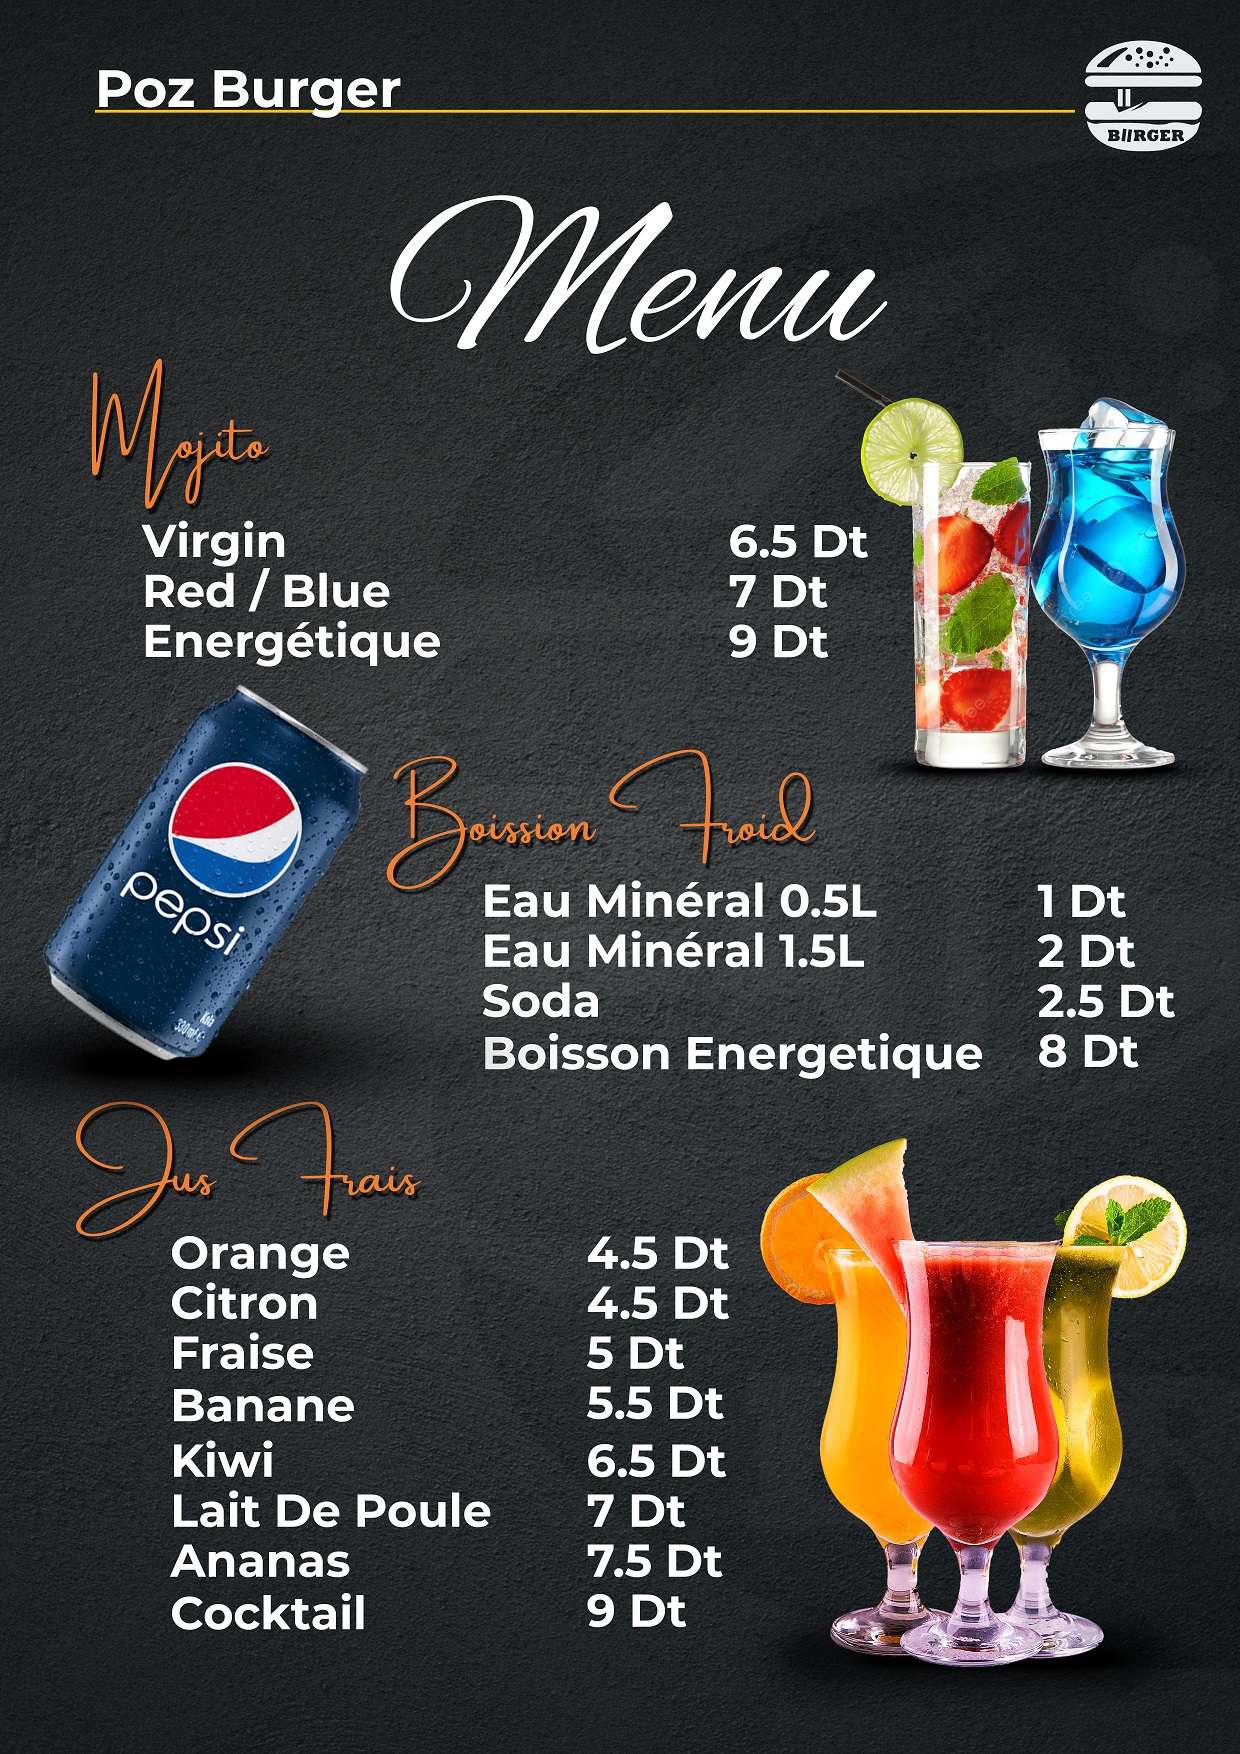 Poz Burger
BURGER
Menu
Mojito
Virgin 6.5 Dt
Red / Blue 7 Dt
Energétique 9 Dt
pepsi
330 ml
Boission Froid
Eau Minéral 0.5L 1 Dt
Eau Minéral 1.5L 2 Dt
Soda 2.5 Dt
Boisson Energetique 8 Dt
Jus Frais
Orange 4.5 Dt
Citron 4.5 Dt
Fraise 5 Dt
Banane 5.5 Dt
Kiwi 6.5 Dt
Lait De Poule 7 Dt
Ananas 7.5 Dt
Cocktail 9 Dt